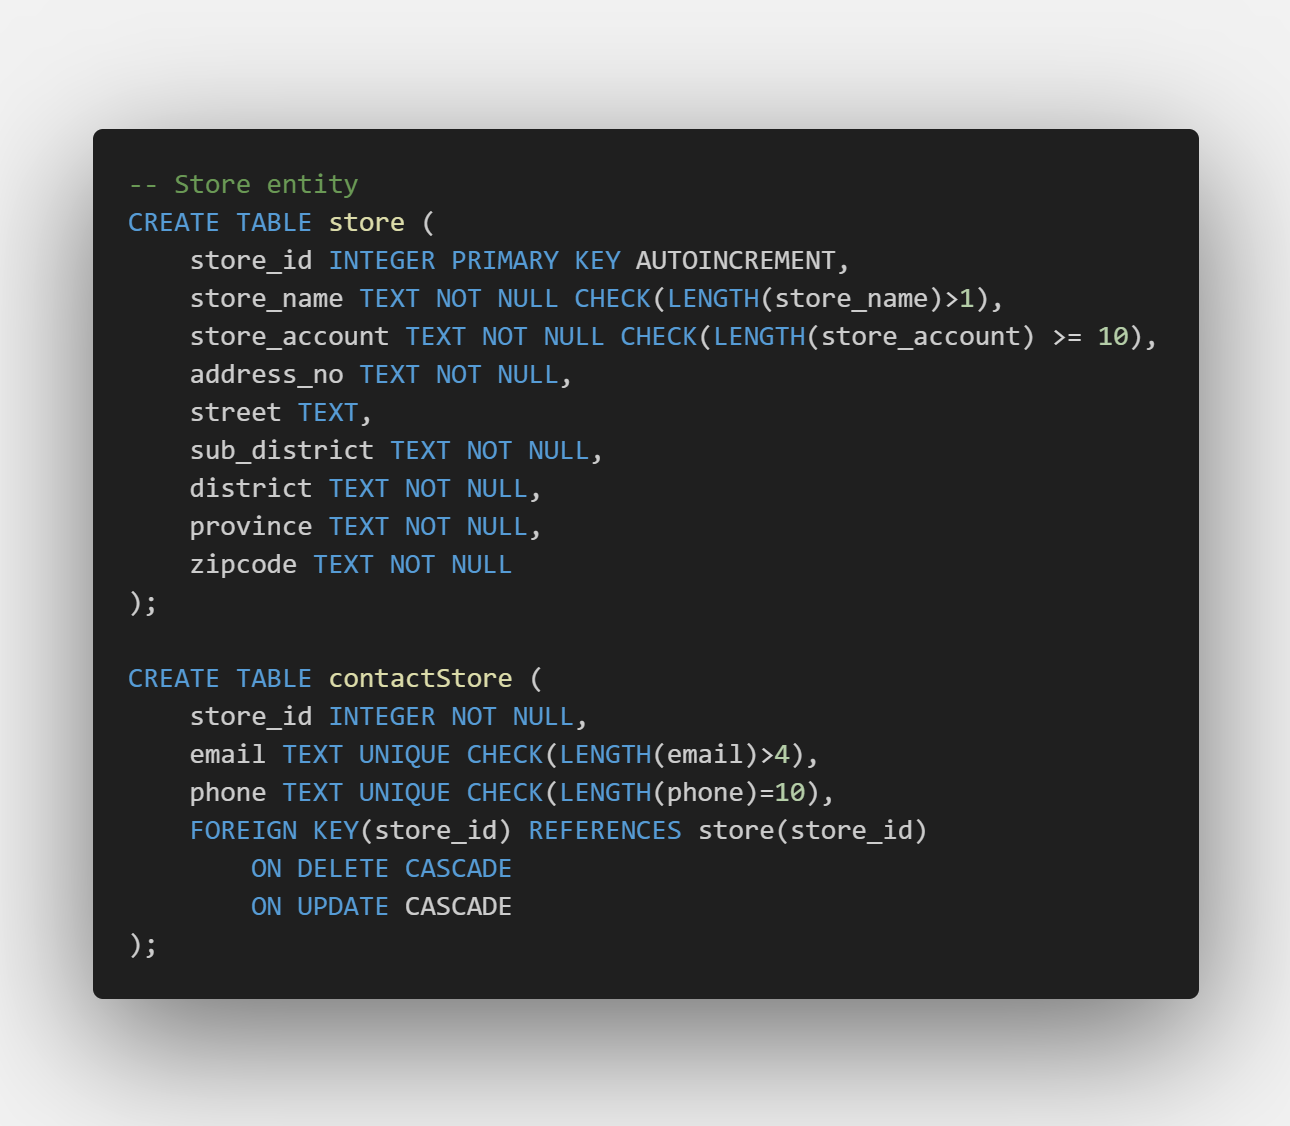 -- Store entity
CREATE TABLE store (
    store_id INTEGER PRIMARY KEY AUTOINCREMENT,
    store_name TEXT NOT NULL CHECK(LENGTH(store_name)>1),
    store_account TEXT NOT NULL CHECK(LENGTH(store_account) >= 10),
    address_no TEXT NOT NULL,
    street TEXT,
    sub_district TEXT NOT NULL,
    district TEXT NOT NULL,
    province TEXT NOT NULL,
    zipcode TEXT NOT NULL
);

CREATE TABLE contactStore (
    store_id INTEGER NOT NULL,
    email TEXT UNIQUE CHECK(LENGTH(email)>4),
    phone TEXT UNIQUE CHECK(LENGTH(phone)=10),
    FOREIGN KEY(store_id) REFERENCES store(store_id)
        ON DELETE CASCADE
        ON UPDATE CASCADE
);